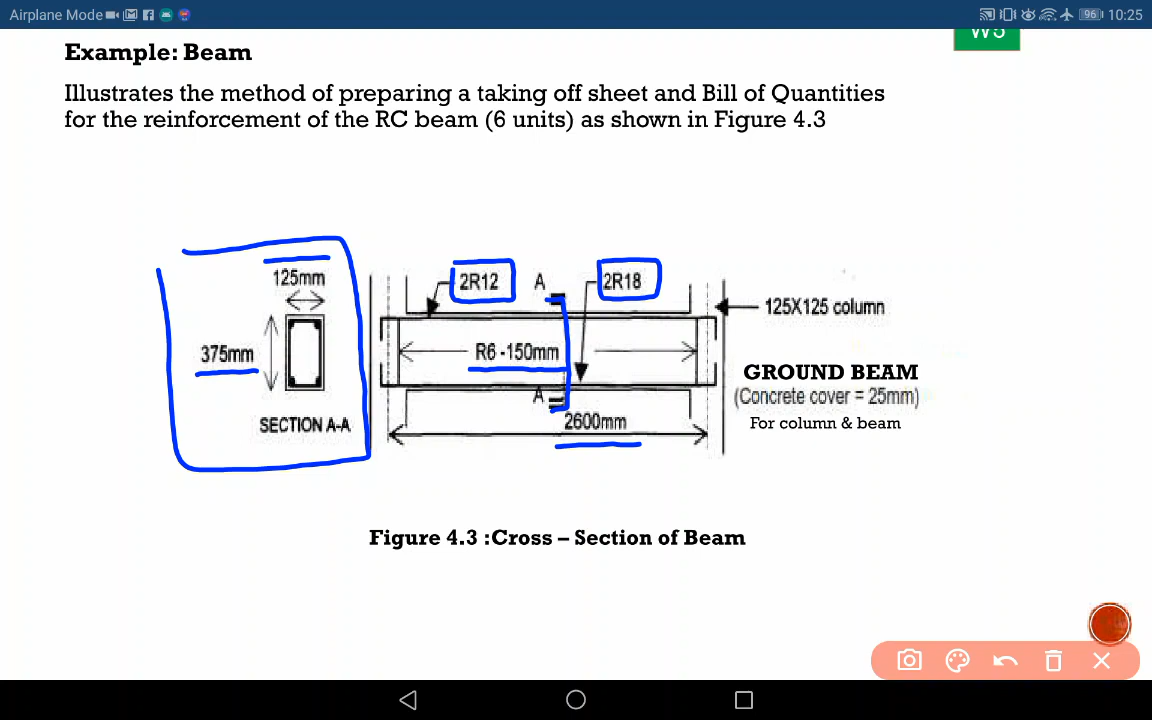 Airplane Mode 96 10:25
W5
Example: Beam
Illustrates the method of preparing a taking off sheet and Bill of Quantities
for the reinforcement of the RC beam (6 units) as shown in Figure 4.3
125mm
375mm
SECTION A-A
2R12
A
2R18
125X125 column
R6 -150mm
A
2600mm
GROUND BEAM
(Concrete cover = 25mm)
For column & beam
Figure 4.3 :Cross – Section of Beam